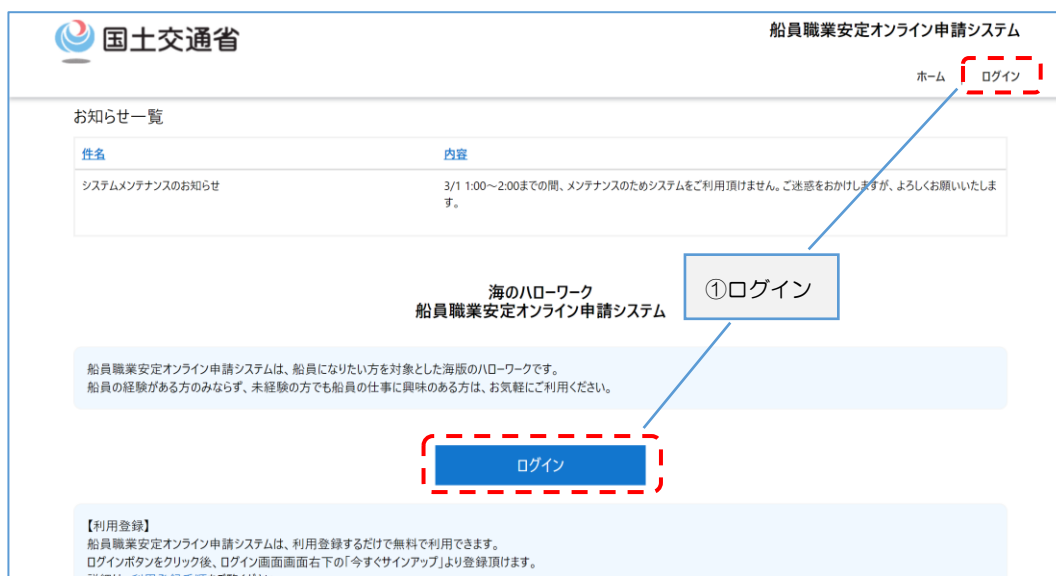 国土交通省
船員職業安定オンライン申請システム
ホーム ログイン
お知らせ一覧
件名 内容
システムメンテナンスのお知らせ 3/1 1:00～2:00までの間、メンテナンスのためシステムをご利用頂けません。ご迷惑をおかけしますが、よろしくお願いいたしま
す。
①ログイン
海のハローワーク
船員職業安定オンライン申請システム
船員職業安定オンライン申請システムは、船員になりたい方を対象とした海版のハローワークです。
船員の経験がある方のみならず、未経験の方でも船員の仕事に興味のある方は、お気軽にご利用ください。
ログイン
【利用登録】
船員職業安定オンライン申請システムは、利用登録するだけで無料で利用できます。
ログインボタンをクリック後、ログイン画面画面右下の「今すぐサインアップ」より登録頂けます。